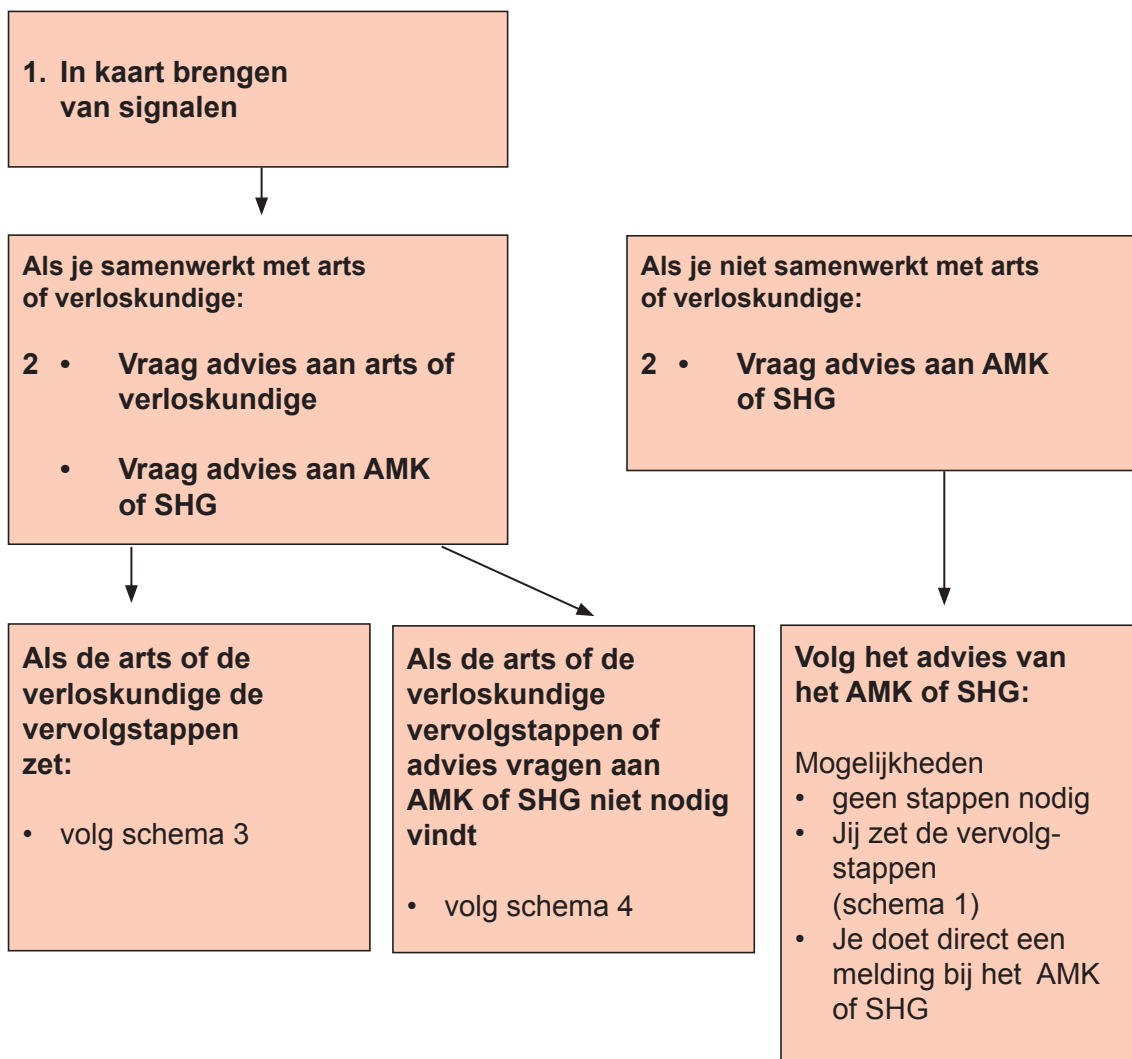 1. In kaart brengen
van signalen
Als je samenwerkt met arts
of verloskundige:
2 • Vraag advies aan arts of
verloskundige
• Vraag advies aan AMK
of SHG
Als je niet samenwerkt met arts
of verloskundige:
2 • Vraag advies aan AMK
of SHG
Als de arts of de
verloskundige de
vervolgstappen
zet:
• volg schema 3
Als de arts of de
verloskundige
vervolgstappen of
advies vragen aan
AMK of SHG niet nodig
vindt
• volg schema 4
Volg het advies van
het AMK of SHG:
Mogelijkheden
• geen stappen nodig
• Jij zet de vervolg-
stappen
(schema 1)
• Je doet direct een
melding bij het AMK
of SHG